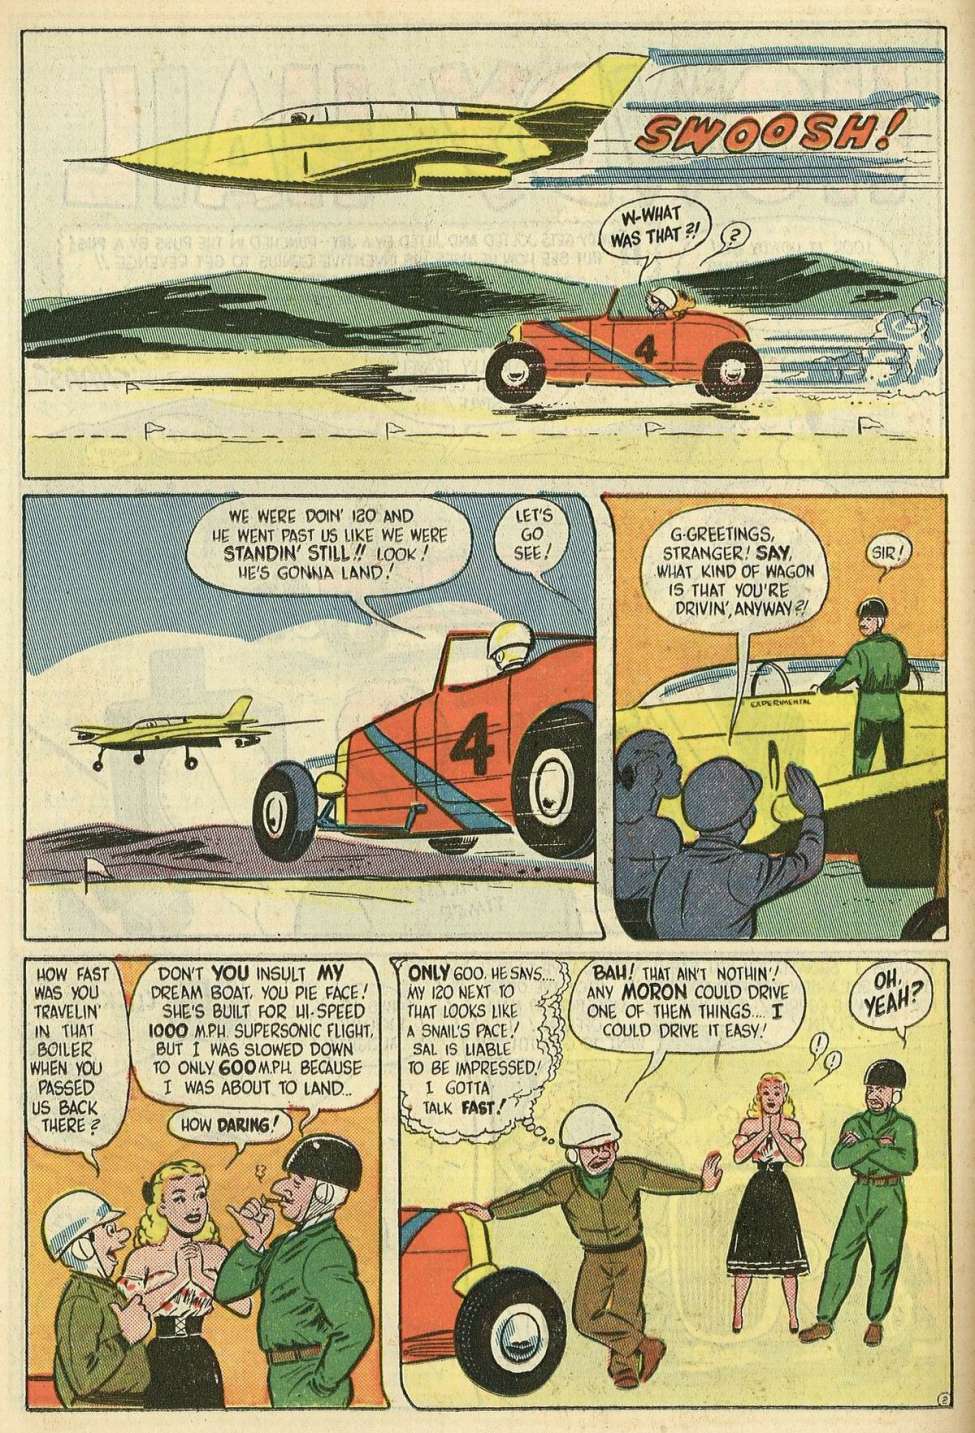 SWOOSH!
W-WHAT
WAS THAT?!
?
4
WE WERE DOIN' 120 AND
HE WENT PAST US LIKE WE WERE
STANDIN' STILL!! LOOK!
HE'S GONNA LAND!
LET'S
GO
SEE!
4
G-GREETINGS,
STRANGER! SAY,
WHAT KIND OF WAGON
IS THAT YOU'RE
DRIVIN', ANYWAY?!
SIR!
EXPERIMENTAL
HOW FAST
WAS YOU
TRAVELIN'
IN THAT
BOILER
WHEN YOU
PASSED
US BACK
THERE?
DON'T YOU INSULT MY
DREAM BOAT, YOU PIE FACE!
SHE'S BUILT FOR HI-SPEED
1000 M.P.H. SUPERSONIC FLIGHT,
BUT I WAS SLOWED DOWN
TO ONLY 600 M.P.H. BECAUSE
I WAS ABOUT TO LAND...
HOW DARING!
ONLY 600, HE SAYS...
MY 120 NEXT TO
THAT LOOKS LIKE
A SNAIL'S PACE!
SAL IS LIABLE
TO BE IMPRESSED!
I GOTTA
TALK FAST!
BAH! THAT AIN'T NOTHIN'!
ANY MORON COULD DRIVE
ONE OF THEM THINGS.... I
COULD DRIVE IT EASY!
!
!
OH,
YEAH?
2